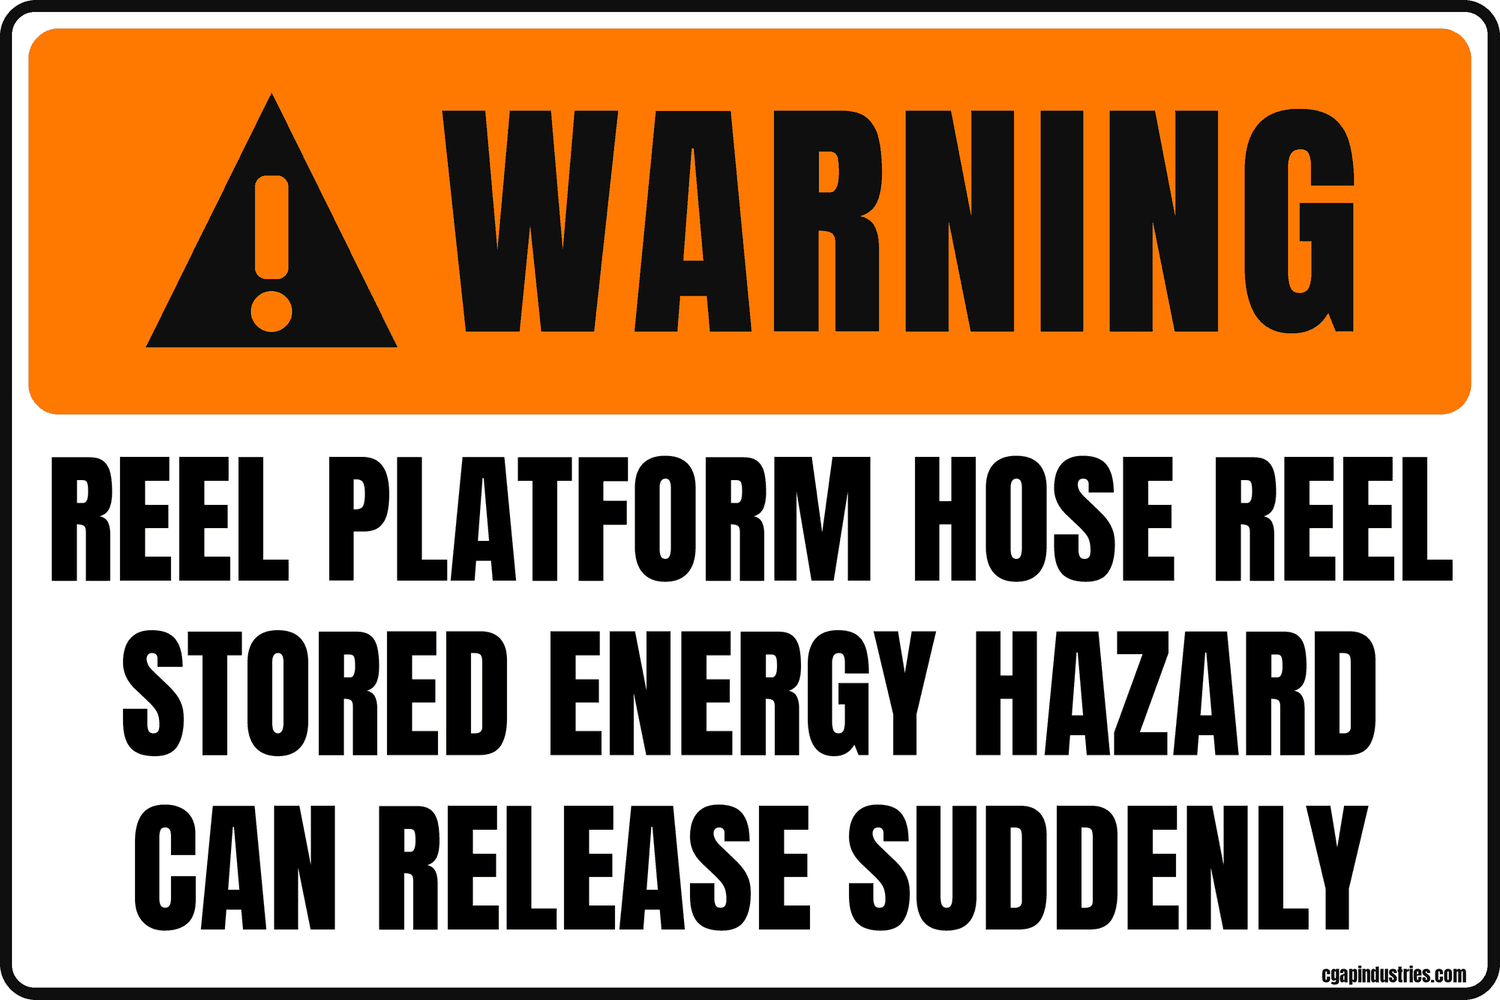 WARNING
REEL PLATFORM HOSE REEL
STORED ENERGY HAZARD
CAN RELEASE SUDDENLY
cgapindustries.com